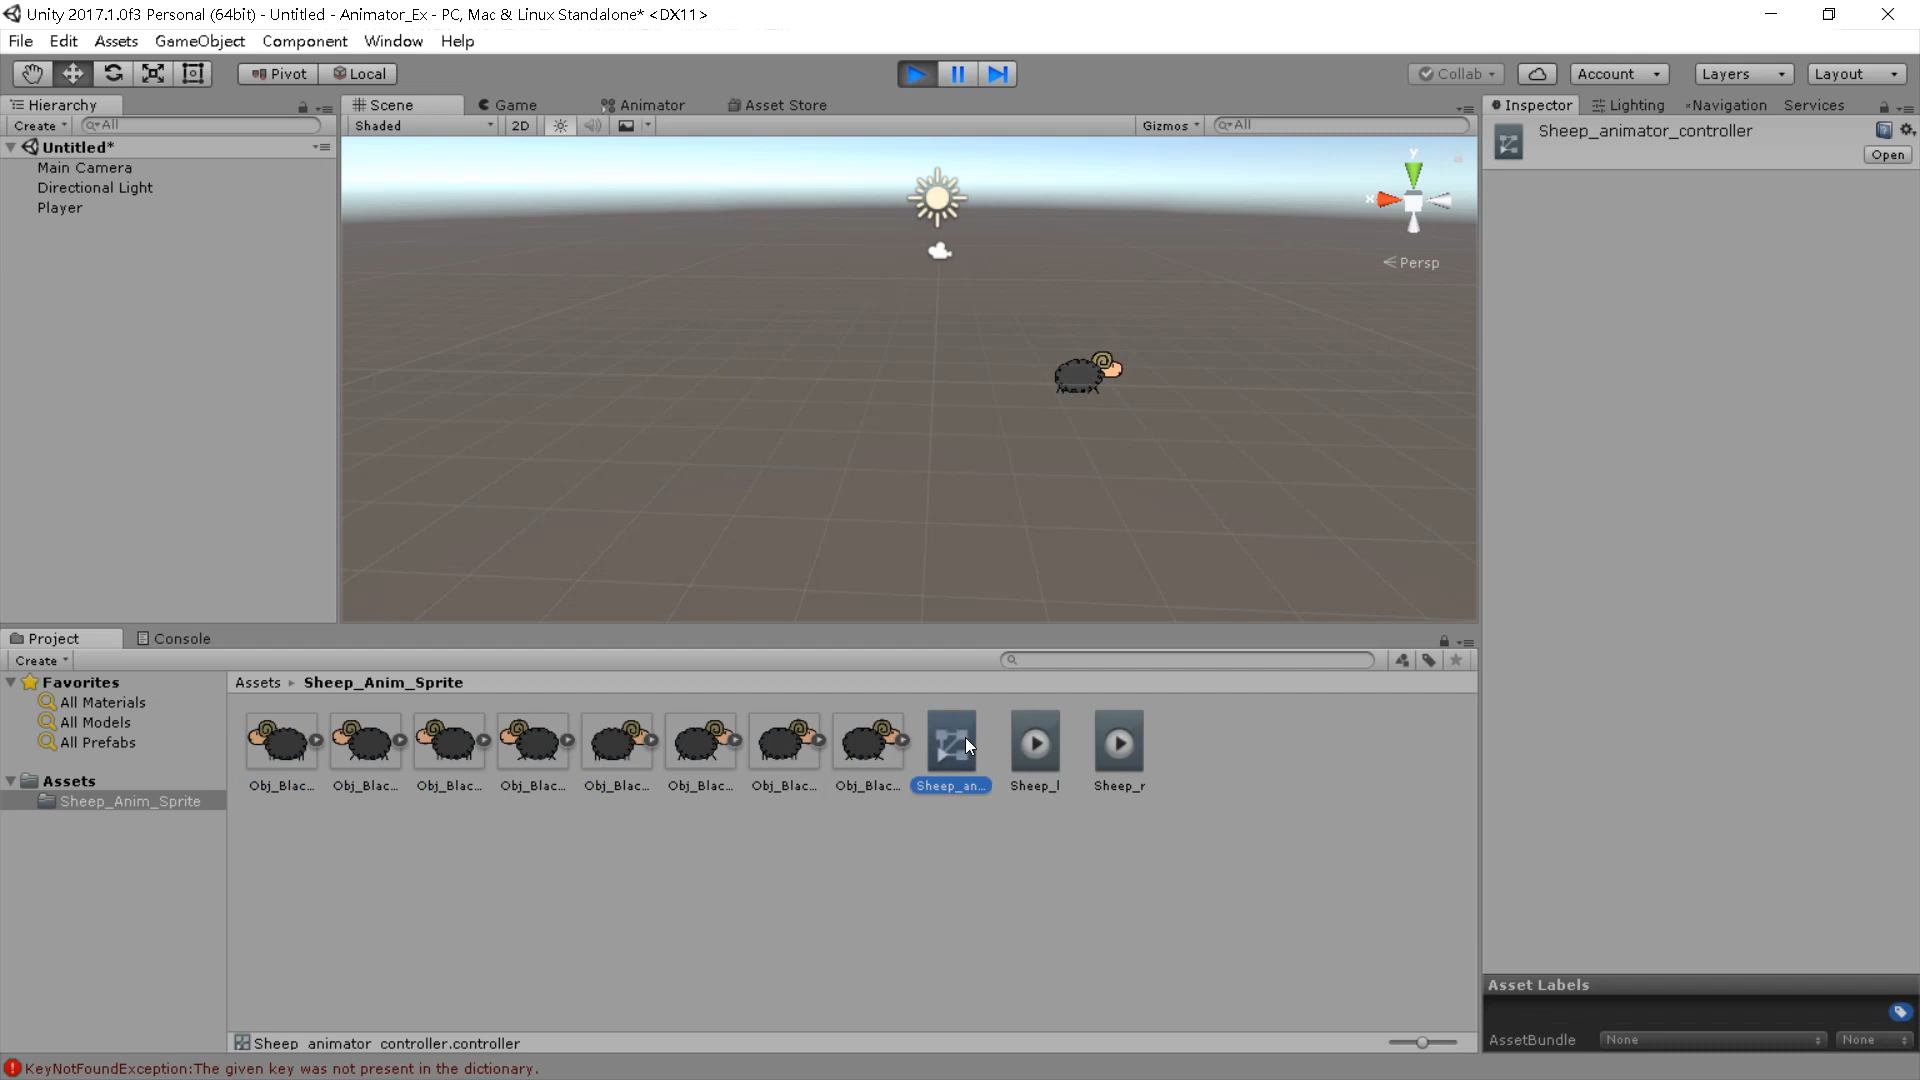 Unity 2017.1.0f3 Personal (64bit) - Untitled - Animator_Ex - PC, Mac & Linux Standalone* <DX11>
File Edit Assets GameObject Component Window Help
Pivot Local Collab Account Layers Layout
Hierarchy Scene Game Animator Asset Store Inspector Lighting Navigation Services
Create All Shaded 2D Gizmos All
Sheep_animator_controller
Open
Untitled*
Main Camera
Directional Light
Player
y
x
Persp
Project Console
Create
Favorites
All Materials
All Models
All Prefabs
Assets
Sheep_Anim_Sprite
Assets Sheep_Anim_Sprite
Obj_Blac... Obj_Blac... Obj_Blac... Obj_Blac... Obj_Blac... Obj_Blac... Obj_Blac... Obj_Blac... Sheep_an... Sheep_l Sheep_r
Asset Labels
AssetBundle None None
Sheep_animator_controller.controller
KeyNotFoundException:The given key was not present in the dictionary.